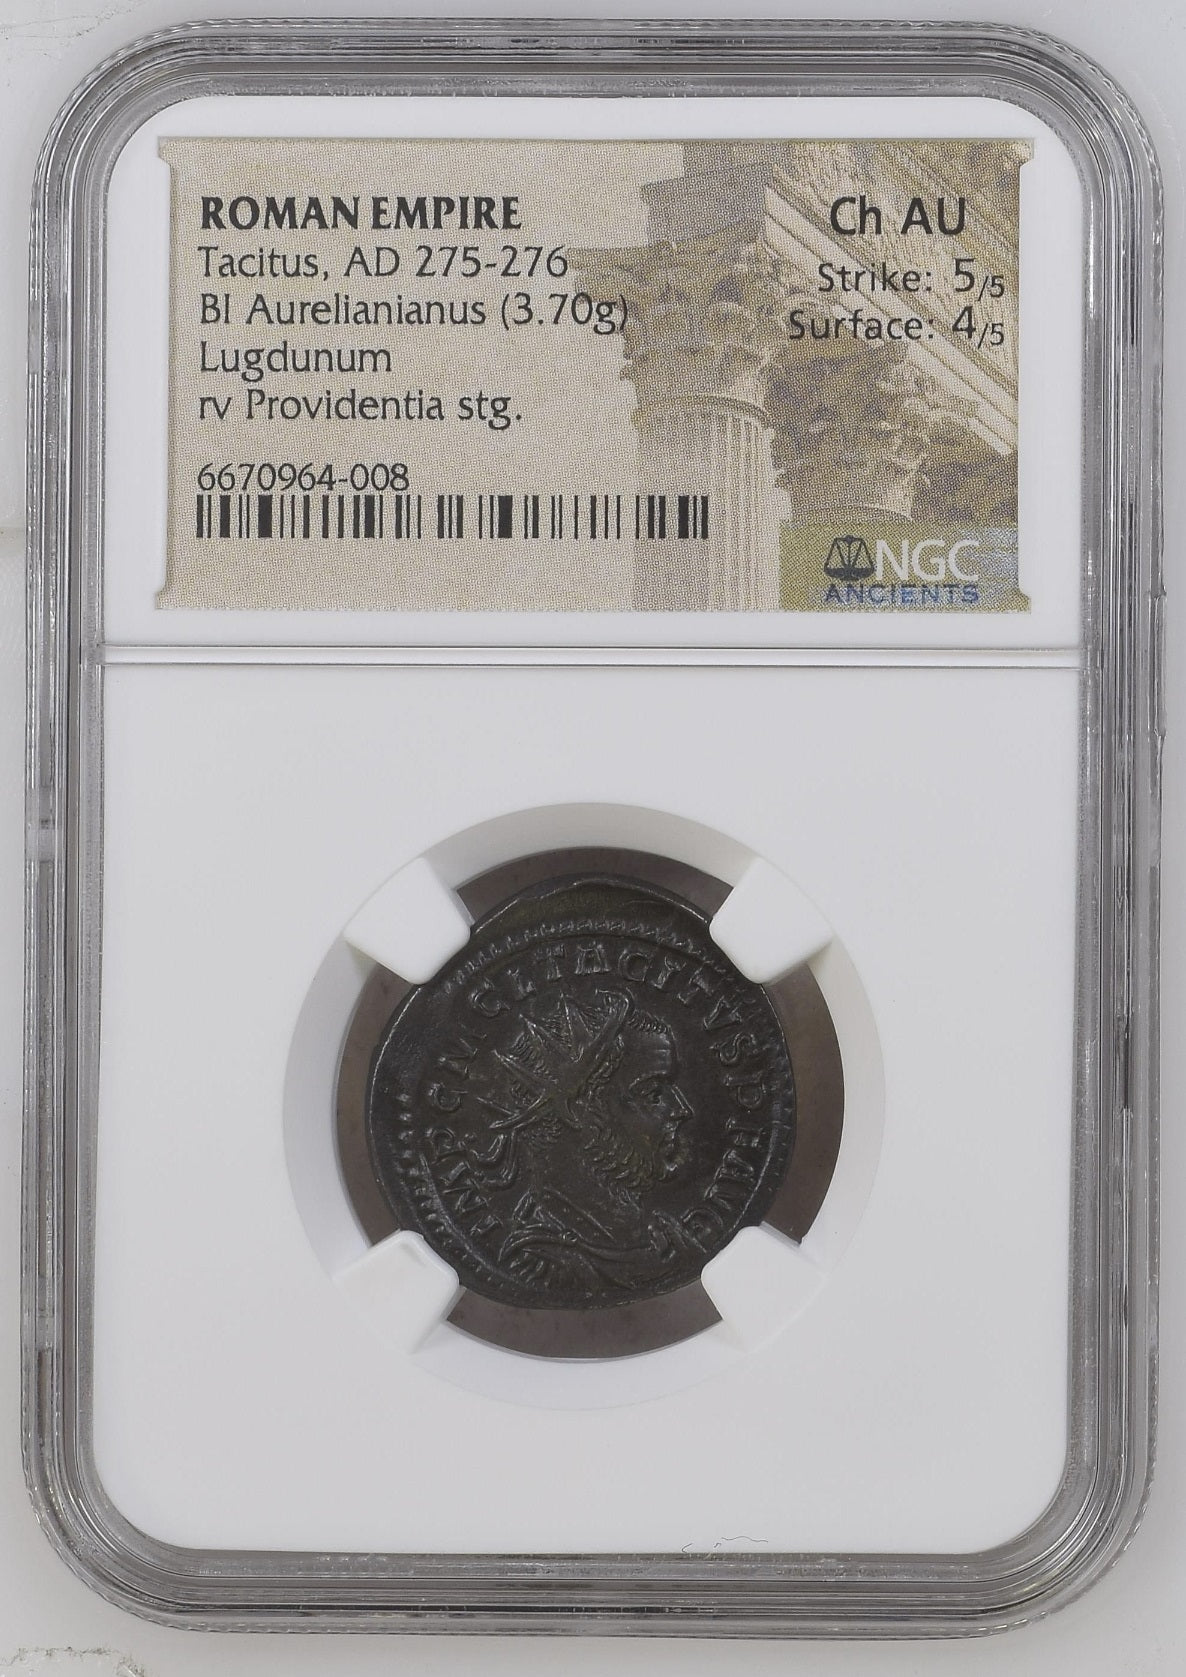 ROMAN EMPIRE
Tacitus, AD 275-276
BI Aurelianianus (3.70g)
Lugdunum
rv Providentia stg.
6670964-008
Ch AU
Strike: 5/5
Surface: 4/5
NGC
ANCIENTS
IMP C M CL TACITVS P F AVG